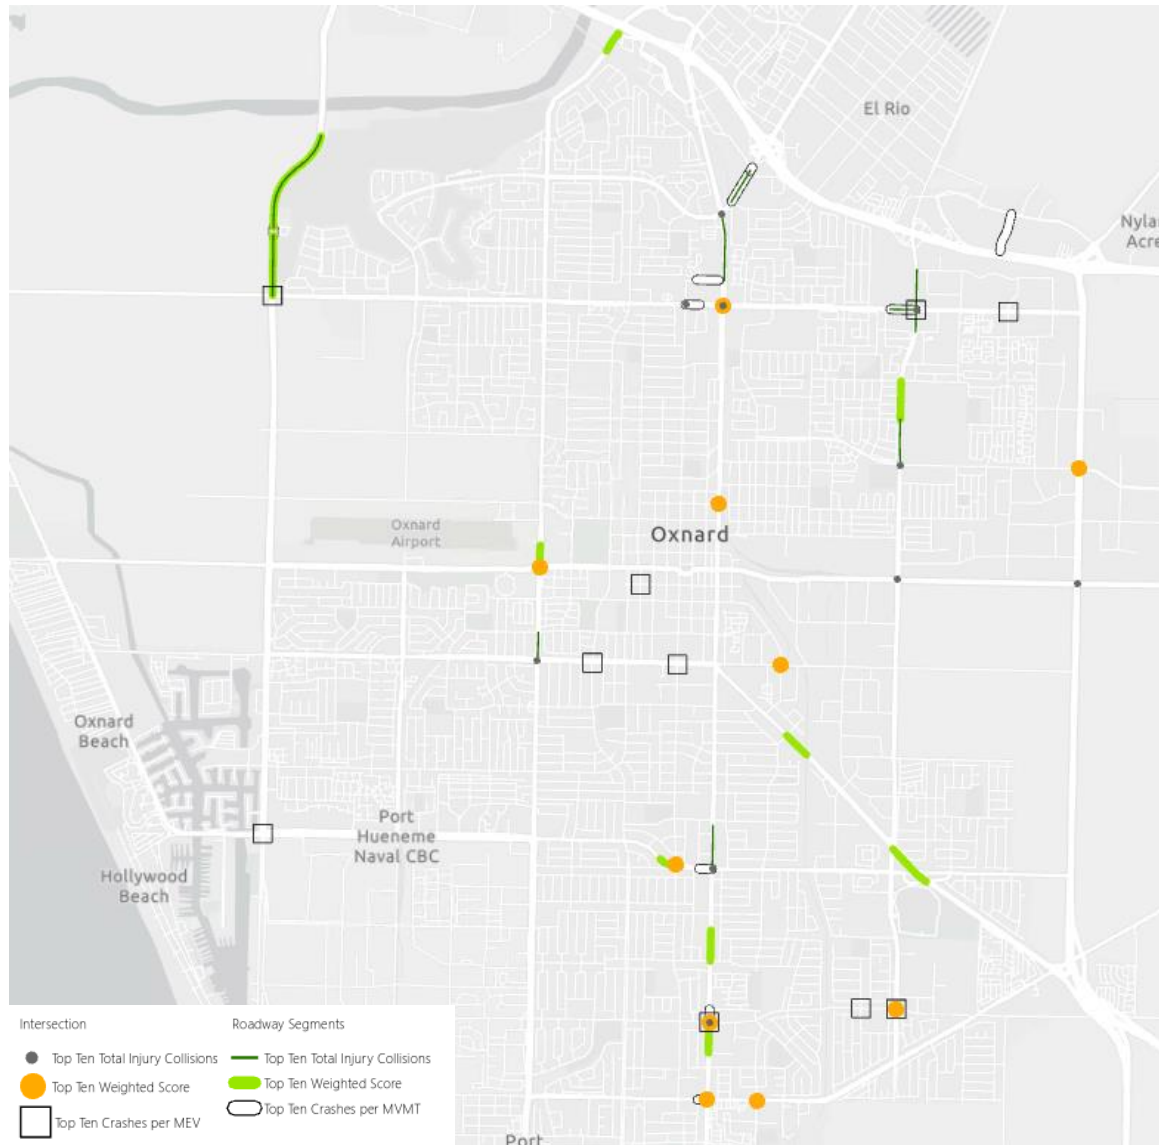 El Rio
Nyla
Acre
Oxnard
Airport
Oxnard
Oxnard
Beach
Port
Hueneme
Naval CBC
Hollywood
Beach
Port
Intersection
Top Ten Total Injury Collisions
Top Ten Weighted Score
Top Ten Crashes per MEV
Roadway Segments
Top Ten Total Injury Collisions
Top Ten Weighted Score
Top Ten Crashes per MVMT